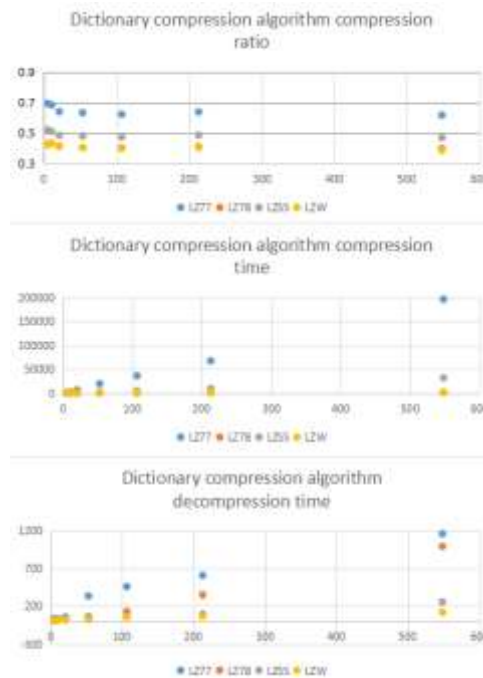 Dictionary compression algorithm compression
ratio
0.9
0.7
0.5
0.3
0 100 200 300 400 500 600
LZ77 LZ78 LZSS LZW
Dictionary compression algorithm compression
time
200000
150000
100000
50000
0
0 100 200 300 400 500 600
LZ77 LZ78 LZSS LZW
Dictionary compression algorithm
decompression time
700
200
-300
0 100 200 300 400 500 600
LZ77 LZ78 LZSS LZW